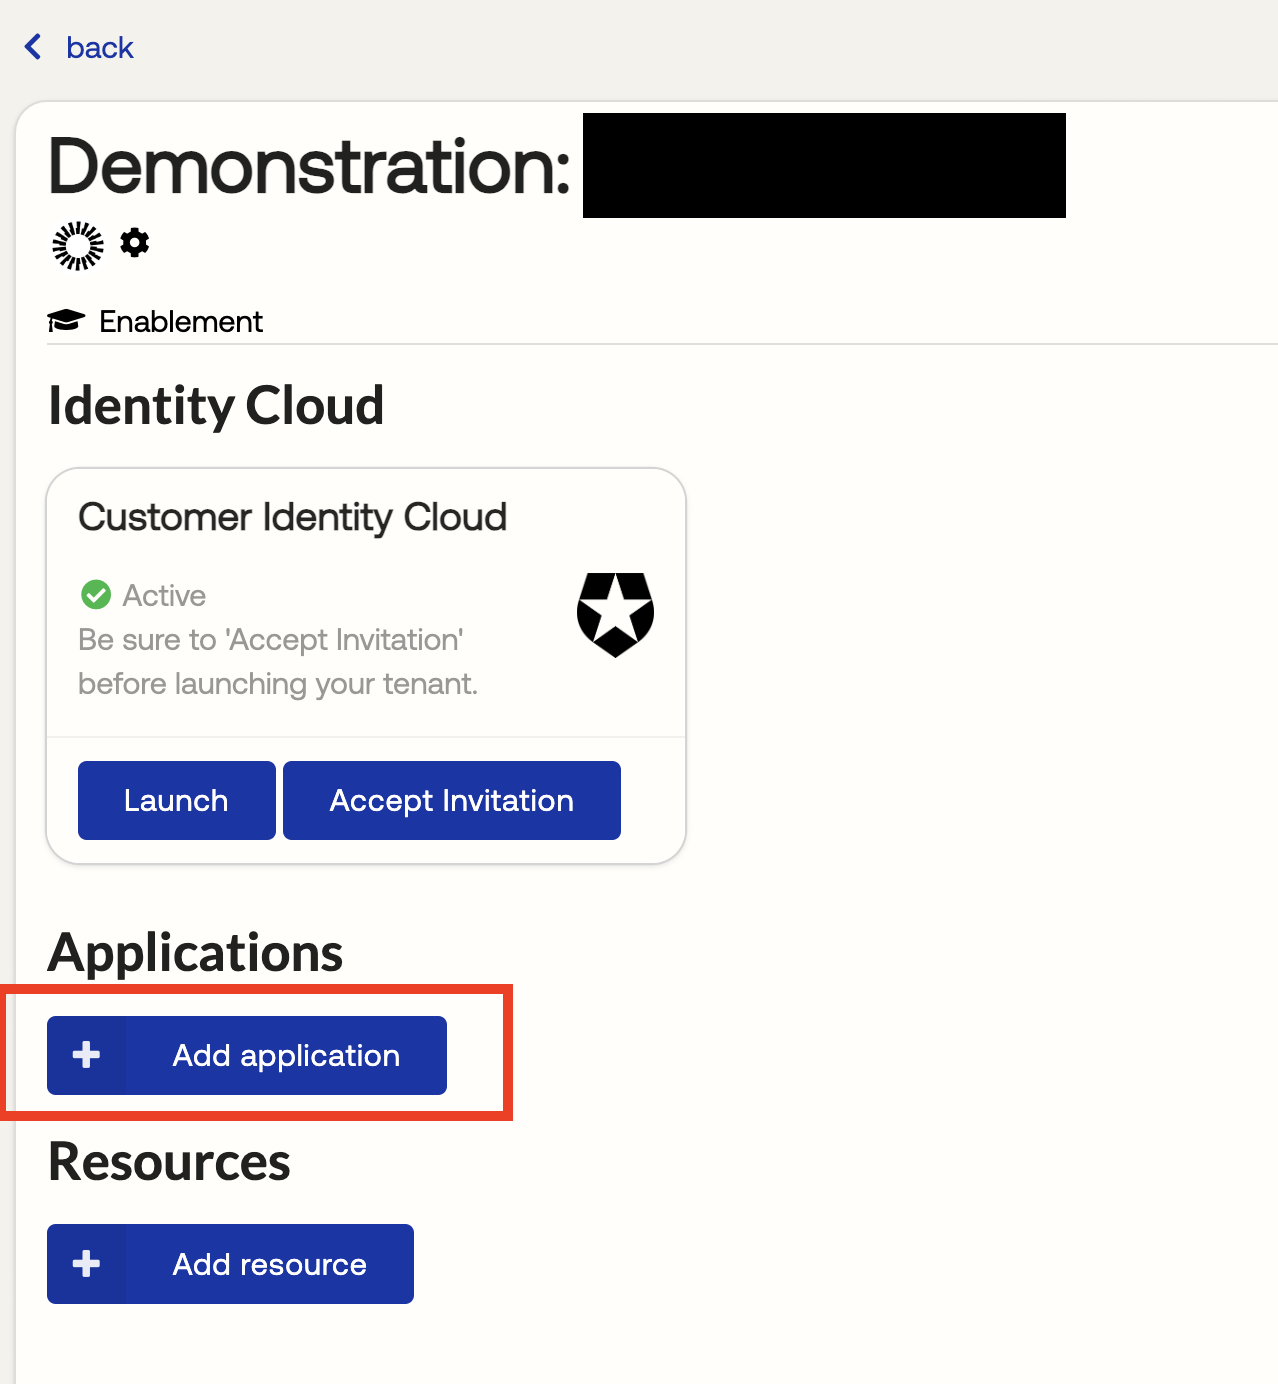 back
Demonstration:
Enablement
Identity Cloud
Customer Identity Cloud
Active
Be sure to 'Accept Invitation'
before launching your tenant.
Launch
Accept Invitation
Applications
Add application
Resources
Add resource